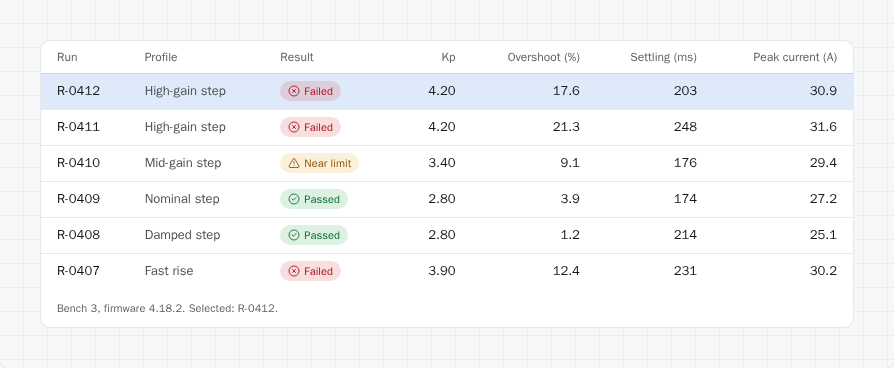 Run Profile Result Kp Overshoot (%) Settling (ms) Peak current (A)
R-0412 High-gain step Failed 4.20 17.6 203 30.9
R-0411 High-gain step Failed 4.20 21.3 248 31.6
R-0410 Mid-gain step Near limit 3.40 9.1 176 29.4
R-0409 Nominal step Passed 2.80 3.9 174 27.2
R-0408 Damped step Passed 2.80 1.2 214 25.1
R-0407 Fast rise Failed 3.90 12.4 231 30.2
Bench 3, firmware 4.18.2. Selected: R-0412.